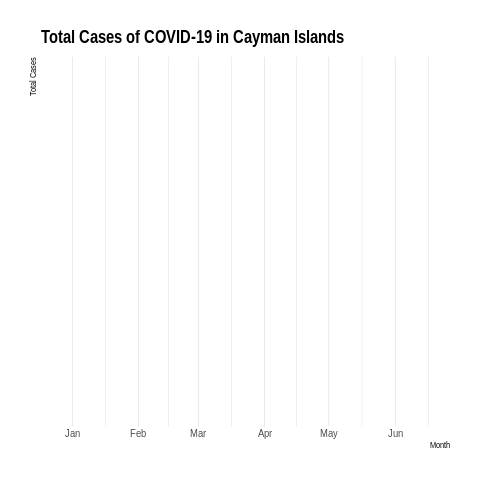 Total Cases of COVID-19 in Cayman Islands
Total Cases
Jan Feb Mar Apr May Jun
Month